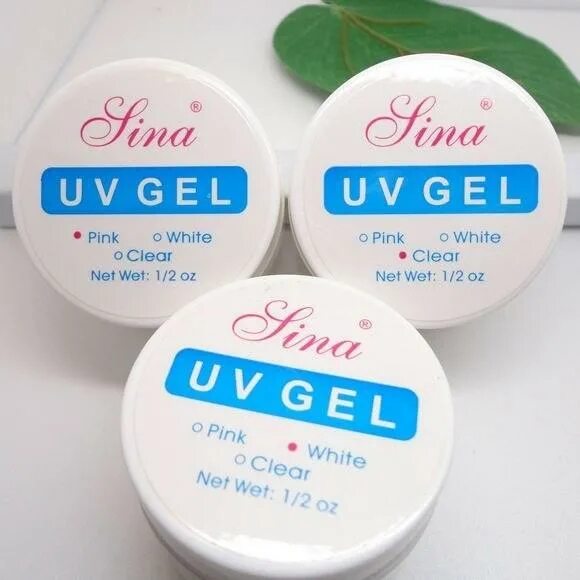 Sina®
UV GEL
• Pink ○ White
○ Clear
Net Wet: 1/2 oz
Sina®
UV GEL
○ Pink ○ White
• Clear
Net Wet: 1/2 oz
Sina®
UV GEL
○ Pink • White
○ Clear
Net Wet: 1/2 oz